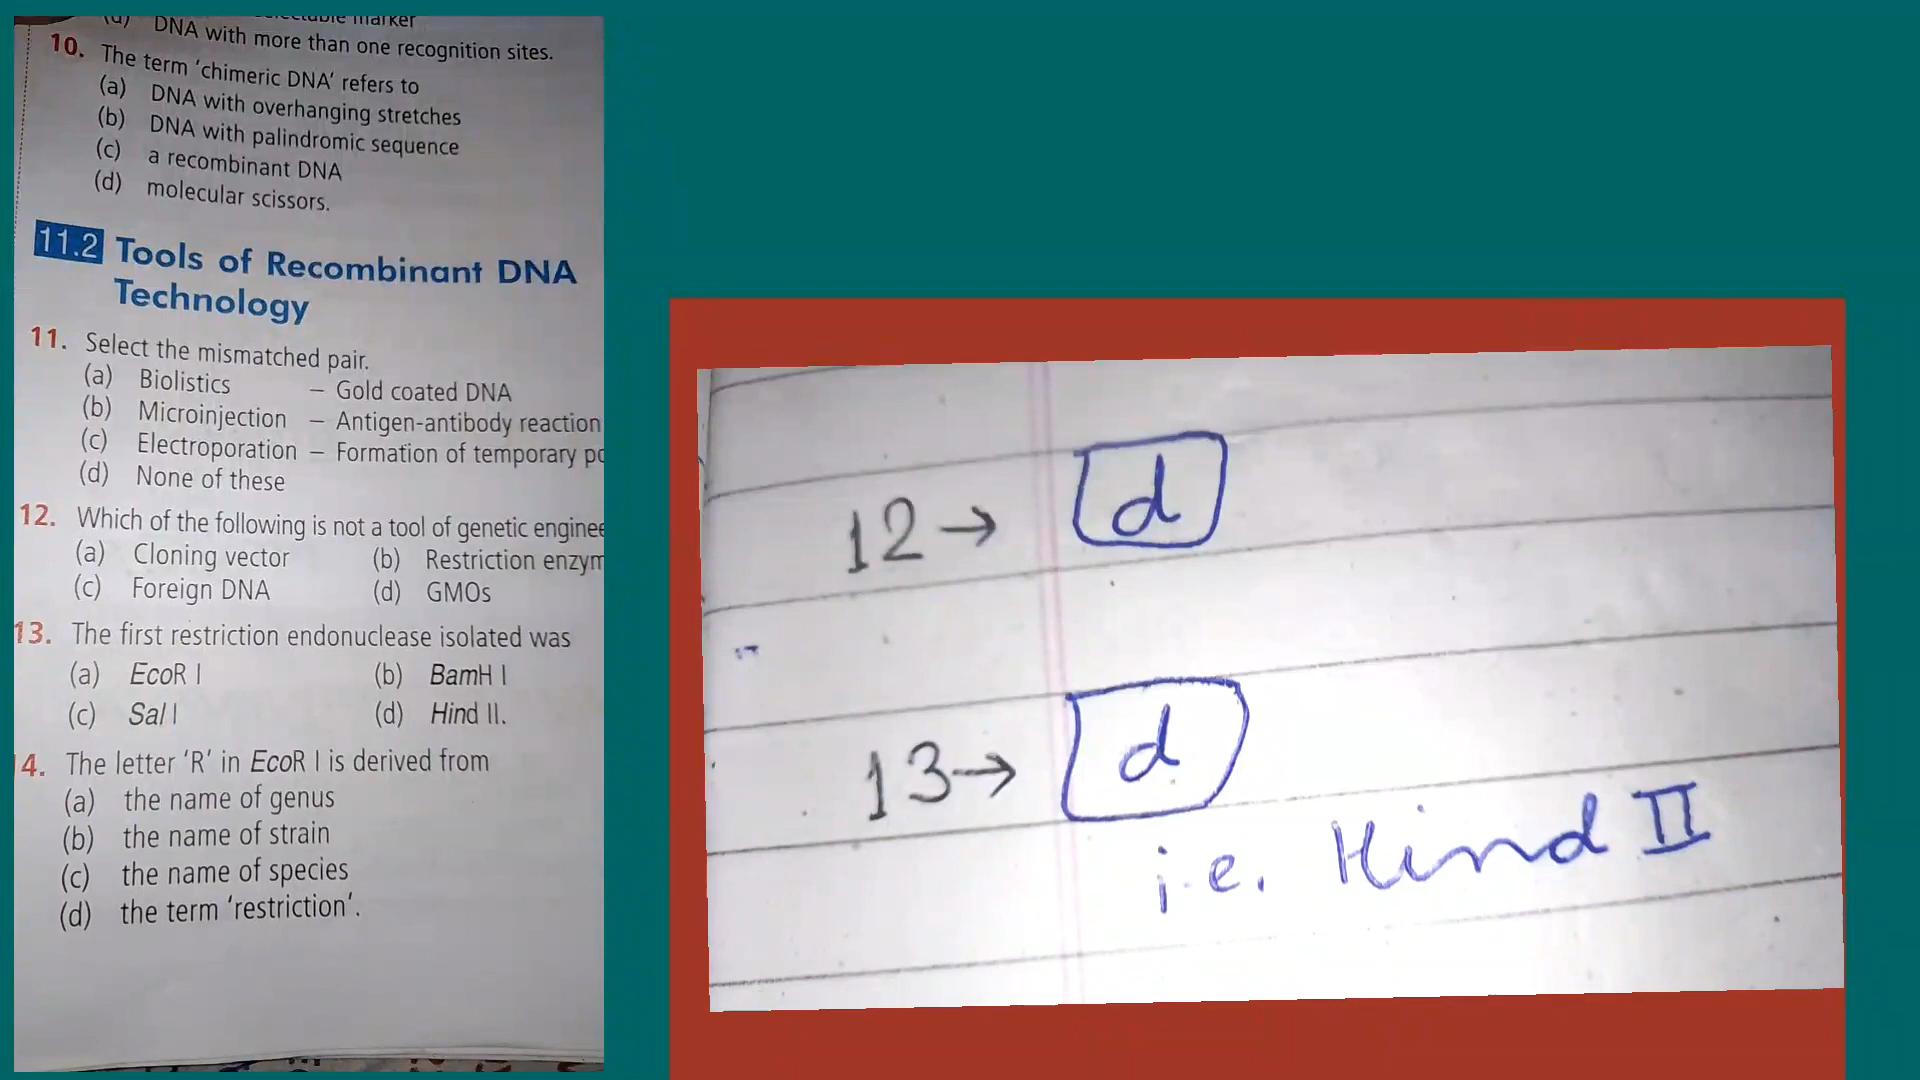 DNA with more than one recognition sites.
10. The term 'chimeric DNA' refers to
(a) DNA with overhanging stretches
(b) DNA with palindromic sequence
(c) a recombinant DNA
(d) molecular scissors.
11.2 Tools of Recombinant DNA
Technology
11. Select the mismatched pair.
(a) Biolistics – Gold coated DNA
(b) Microinjection – Antigen-antibody reaction
(c) Electroporation – Formation of temporary
(d) None of these
12. Which of the following is not a tool of genetic
(a) Cloning vector (b) Restriction
(c) Foreign DNA (d) GMOs
13. The first restriction endonuclease isolated was
(a) EcoR I (b) BamH I
(c) Sal I (d) Hind II.
14. The letter 'R' in EcoR I is derived from
(a) the name of genus
(b) the name of strain
(c) the name of species
(d) the term 'restriction'.
12 → d
13 → d
i.e. Hind II